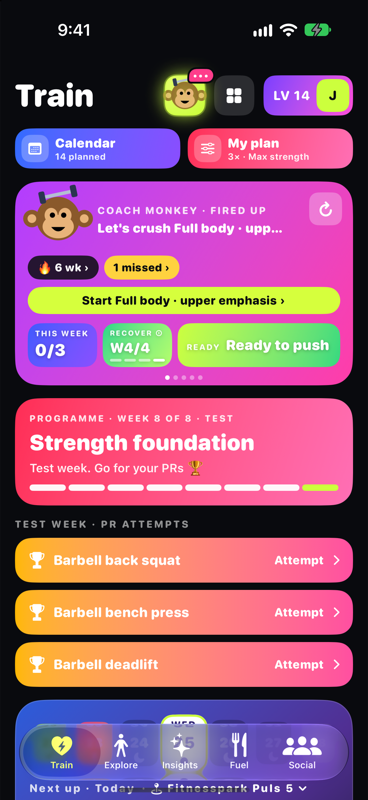 9:41
Train
LV 14
J
Calendar
14 planned
My plan
3× · Max strength
COACH MONKEY · FIRED UP
Let's crush Full body · upp...
🔥 6 wk ›
1 missed ›
Start Full body · upper emphasis ›
THIS WEEK
0/3
RECOVER
W4/4
READY
Ready to push
PROGRAMME · WEEK 8 OF 8 · TEST
Strength foundation
Test week. Go for your PRs 🏆
TEST WEEK · PR ATTEMPTS
Barbell back squat
Attempt
Barbell bench press
Attempt
Barbell deadlift
Attempt
WED
Train
Explore
Insights
Fuel
Social
Next up · Today
Fitnesspark Puls 5